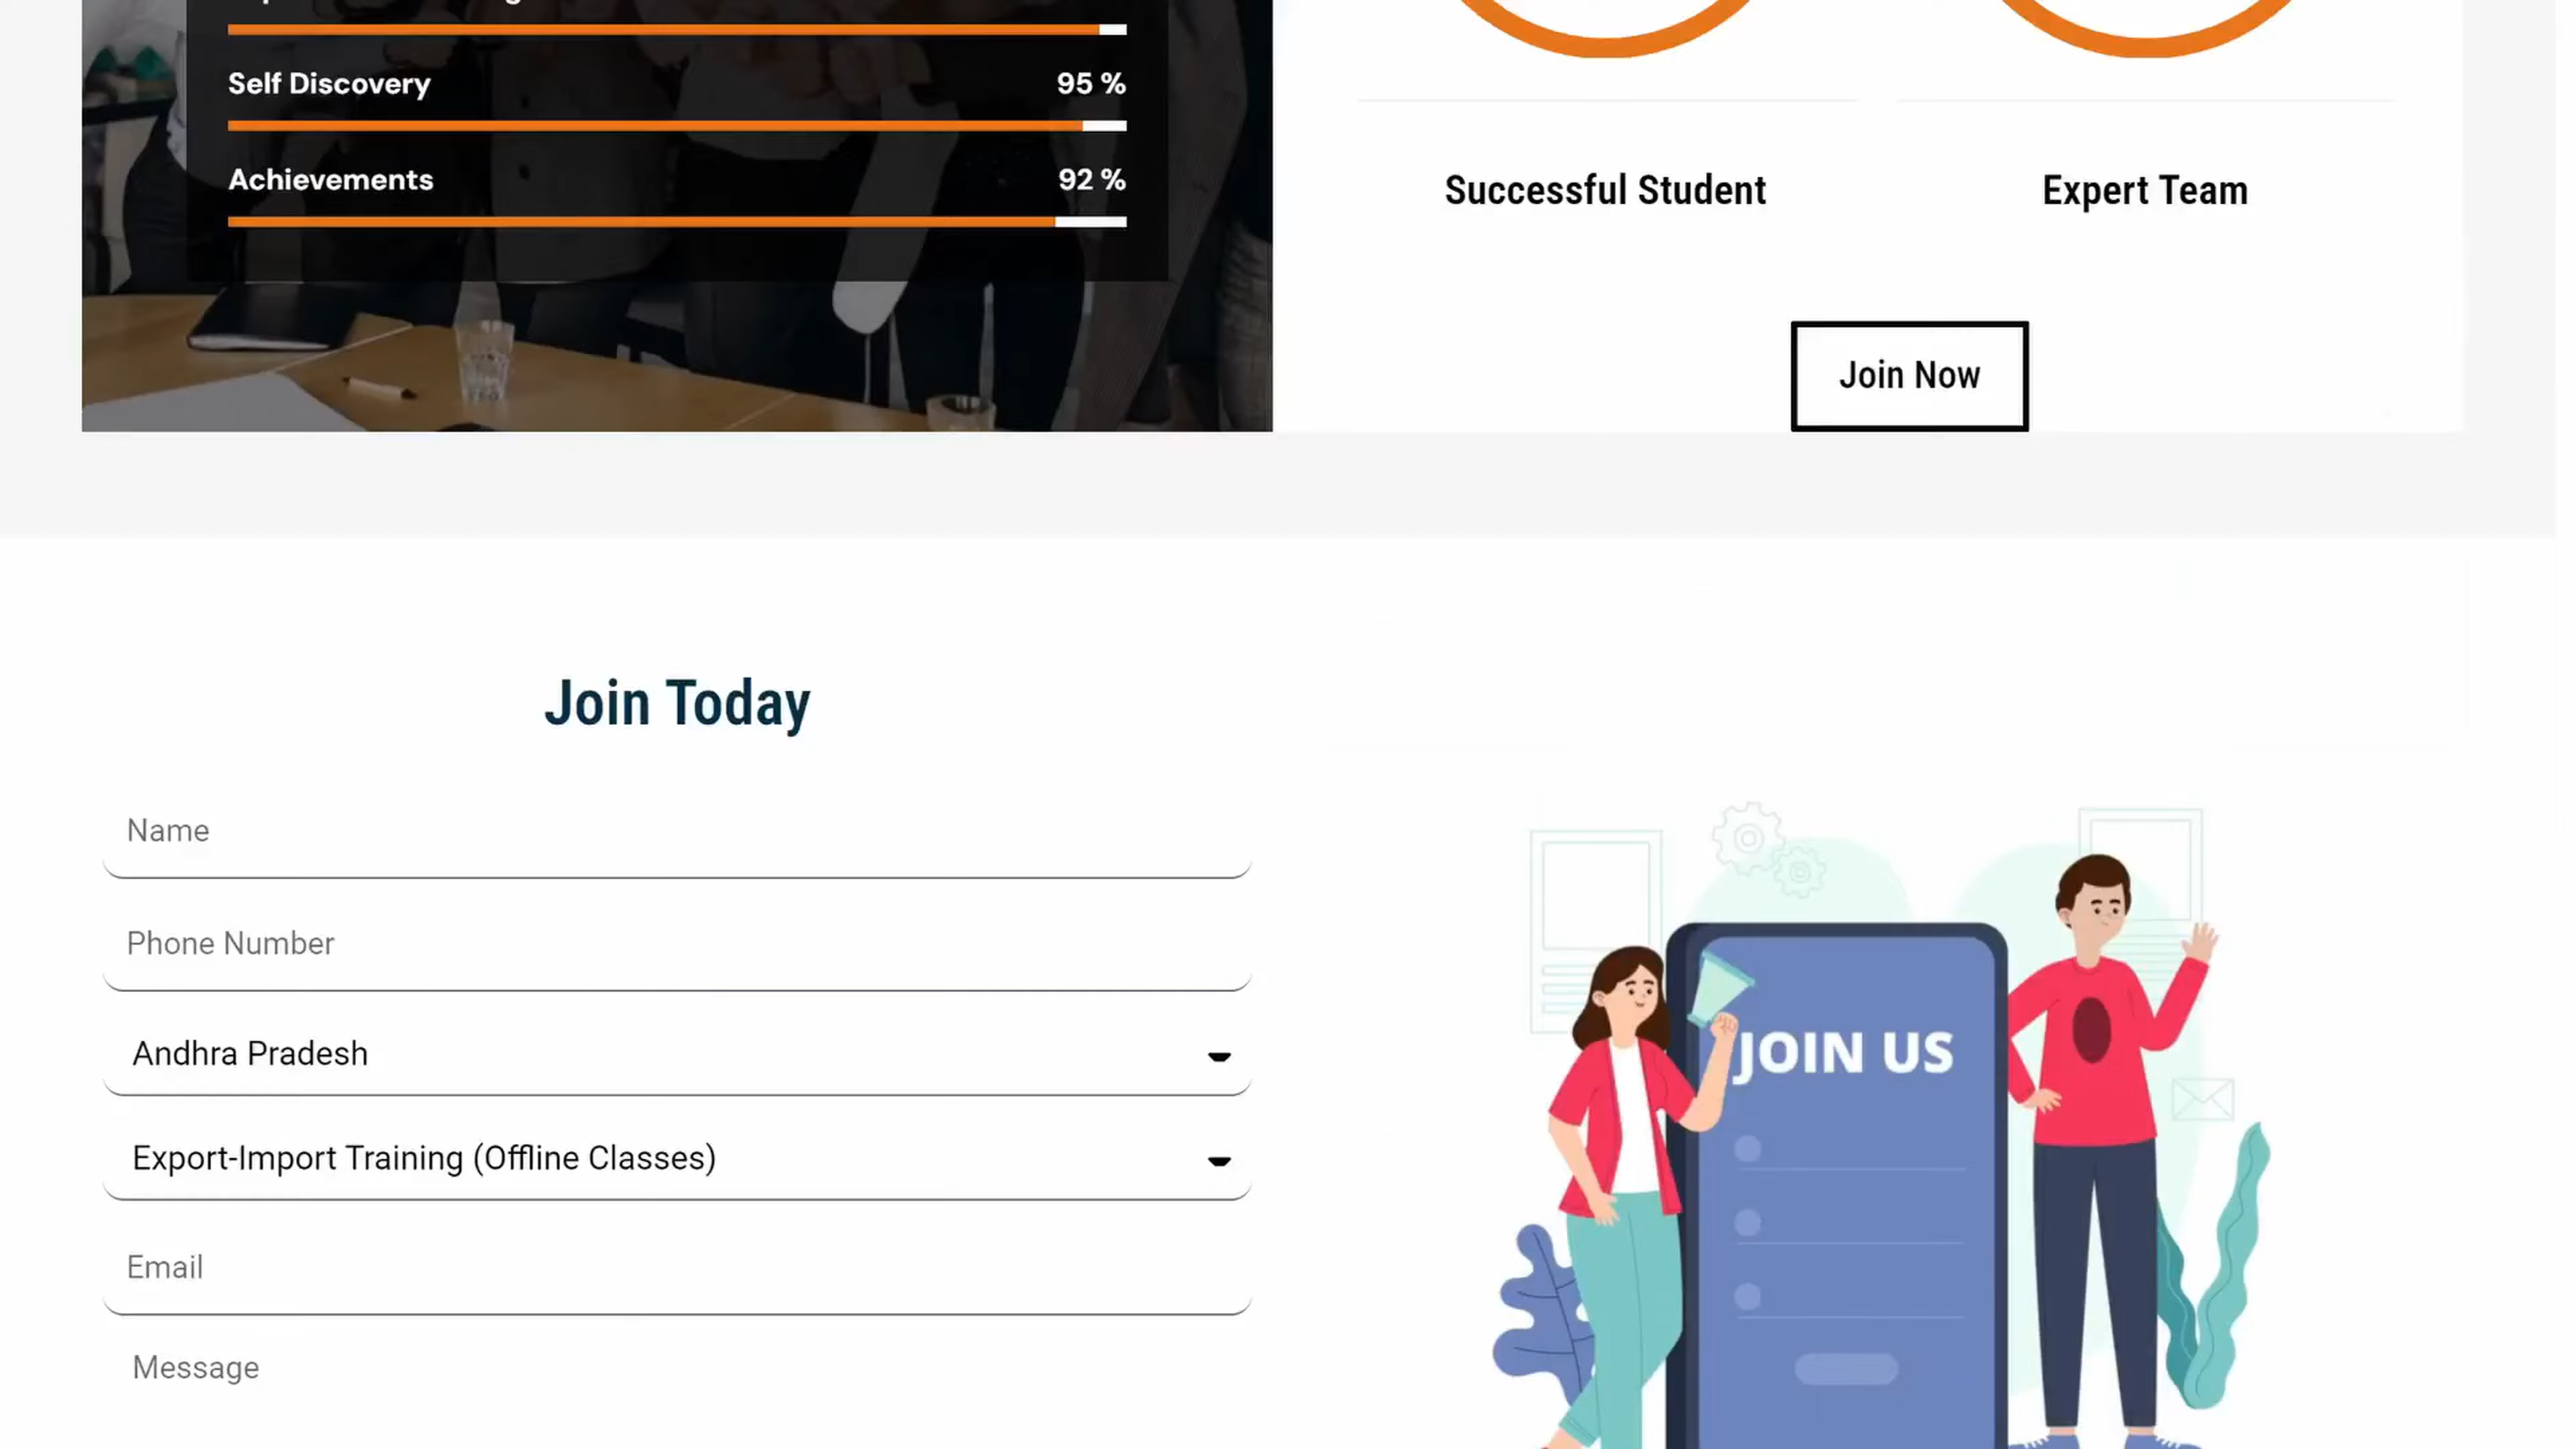 Self Discovery 95 %
Achievements 92 %
Successful Student
Expert Team
Join Now
Join Today
Name
Phone Number
Andhra Pradesh
Export-Import Training (Offline Classes)
Email
Message
JOIN US